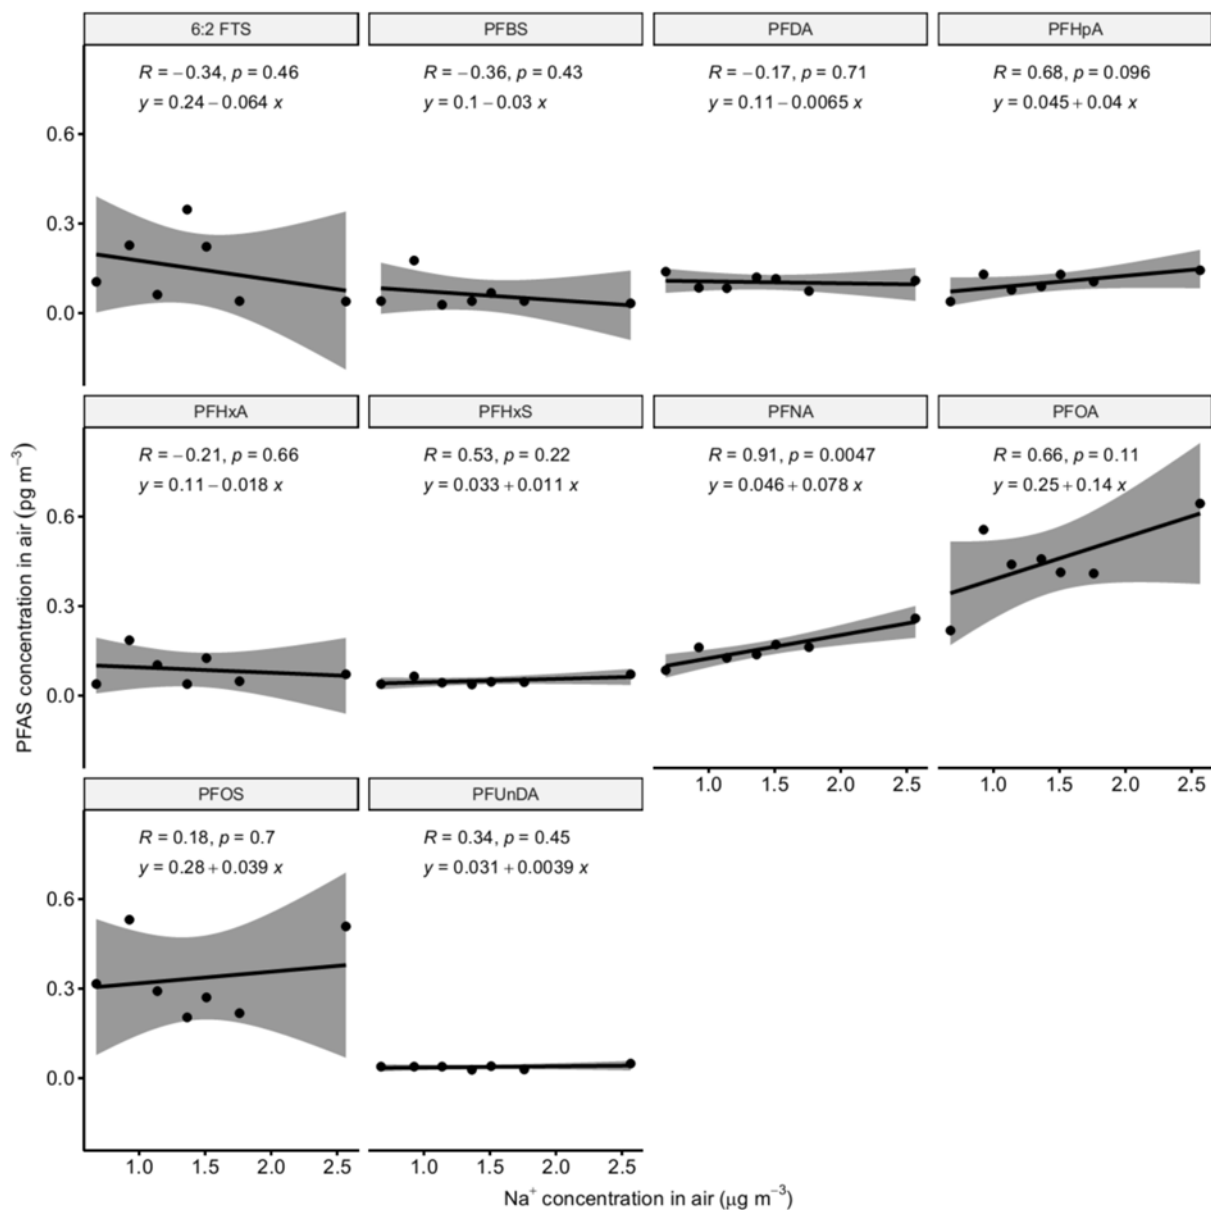 6:2 FTS
PFBS
PFDA
PFHpA
R = −0.34, p = 0.46
y = 0.24 − 0.064 x
R = −0.36, p = 0.43
y = 0.1 − 0.03 x
R = −0.17, p = 0.71
y = 0.11 − 0.0065 x
R = 0.68, p = 0.096
y = 0.045 + 0.04 x
0.6
0.3
0.0
PFHxA
PFHxS
PFNA
PFOA
R = −0.21, p = 0.66
y = 0.11 − 0.018 x
R = 0.53, p = 0.22
y = 0.033 + 0.011 x
R = 0.91, p = 0.0047
y = 0.046 + 0.078 x
R = 0.66, p = 0.11
y = 0.25 + 0.14 x
PFAS concentration in air (pg m⁻³)
0.6
0.3
0.0
1.0 1.5 2.0 2.5
1.0 1.5 2.0 2.5
PFOS
PFUnDA
R = 0.18, p = 0.7
y = 0.28 + 0.039 x
R = 0.34, p = 0.45
y = 0.031 + 0.0039 x
0.6
0.3
0.0
1.0 1.5 2.0 2.5
1.0 1.5 2.0 2.5
Na⁺ concentration in air (μg m⁻³)